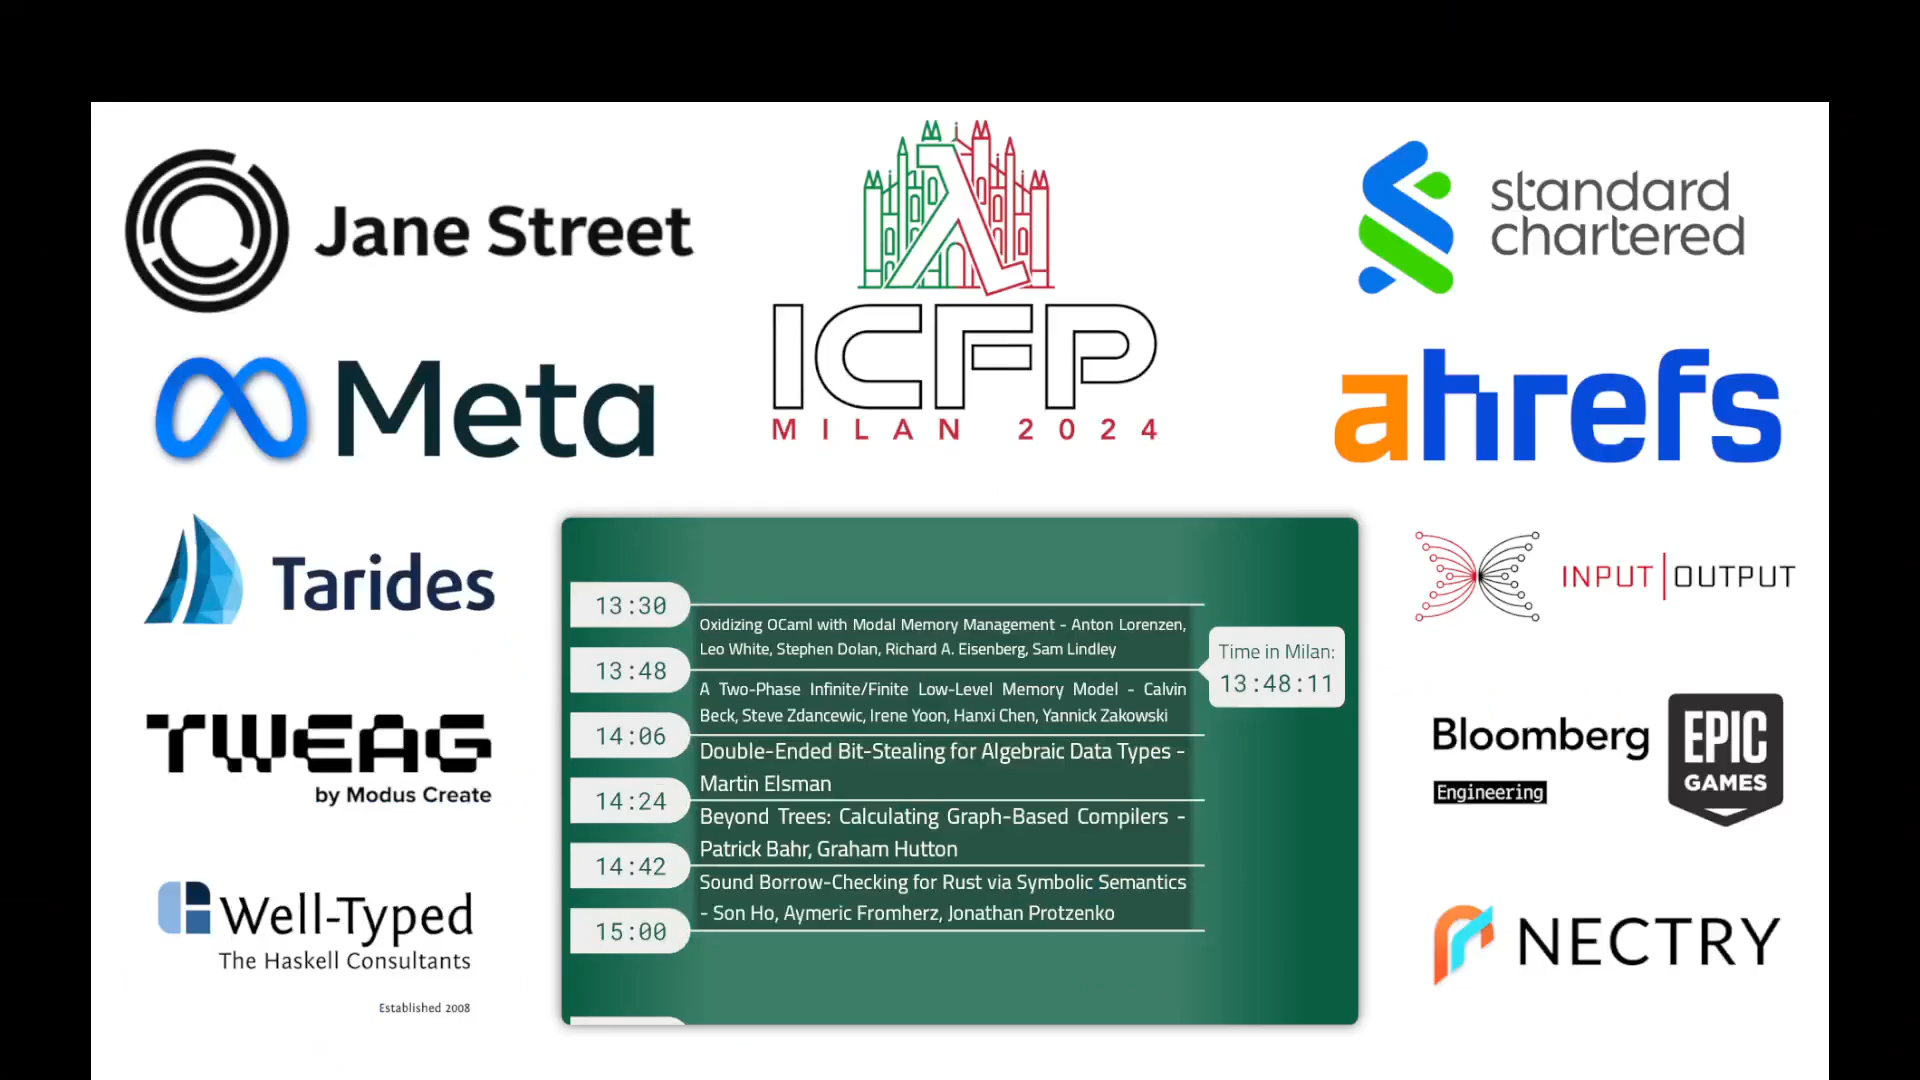 Jane Street
Meta
Tarides
TWEAG
by Modus Create
Well-Typed
The Haskell Consultants
Established 2008
ICFP
MILAN 2024
13:30
Oxidizing OCaml with Modal Memory Management - Anton Lorenzen,
Leo White, Stephen Dolan, Richard A. Eisenberg, Sam Lindley
13:48
A Two-Phase Infinite/Finite Low-Level Memory Model - Calvin
Beck, Steve Zdancewic, Irene Yoon, Hanxi Chen, Yannick Zakowski
14:06
Double-Ended Bit-Stealing for Algebraic Data Types -
Martin Elsman
14:24
Beyond Trees: Calculating Graph-Based Compilers -
Patrick Bahr, Graham Hutton
14:42
Sound Borrow-Checking for Rust via Symbolic Semantics
- Son Ho, Aymeric Fromherz, Jonathan Protzenko
15:00
Time in Milan:
13:48:11
standard
chartered
ahrefs
INPUT|OUTPUT
Bloomberg
Engineering
EPIC
GAMES
NECTRY